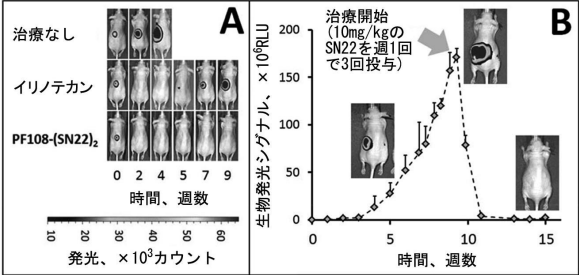 A
治療なし
イリノテカン
PF108-(SN22)₂
0 2 4 5 7 9
時間、週数
10 20 30 40 50 60
発光、×10³カウント
B
治療開始
(10mg/kgの
SN22を週1回
で3回投与)
生物発光シグナル、×10⁶RLU
200
150
100
50
0
0 5 10 15
時間、週数